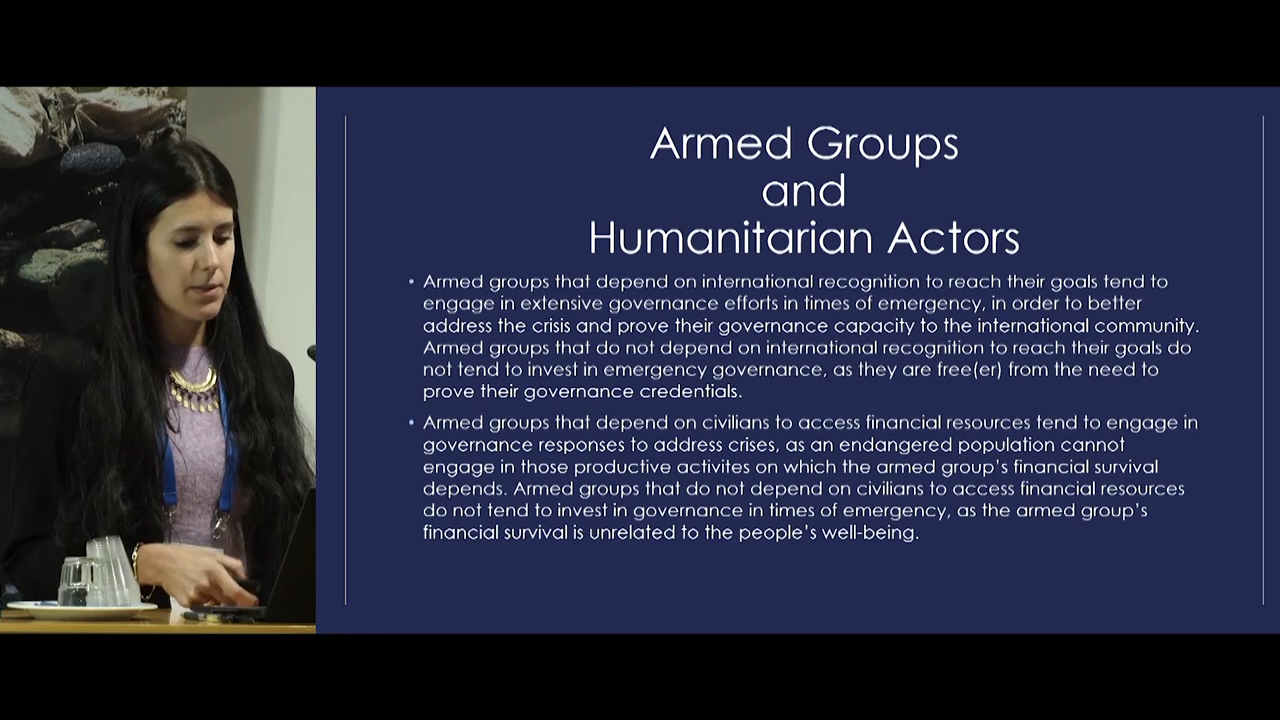 Armed Groups
and
Humanitarian Actors
• Armed groups that depend on international recognition to reach their goals tend to
engage in extensive governance efforts in times of emergency, in order to better
address the crisis and prove their governance capacity to the international community.
Armed groups that do not depend on international recognition to reach their goals do
not tend to invest in emergency governance, as they are free(er) from the need to
prove their governance credentials.
• Armed groups that depend on civilians to access financial resources tend to engage in
governance responses to address crises, as an endangered population cannot
engage in those productive activites on which the armed group's financial survival
depends. Armed groups that do not depend on civilians to access financial resources
do not tend to invest in governance in times of emergency, as the armed group's
financial survival is unrelated to the people's well-being.